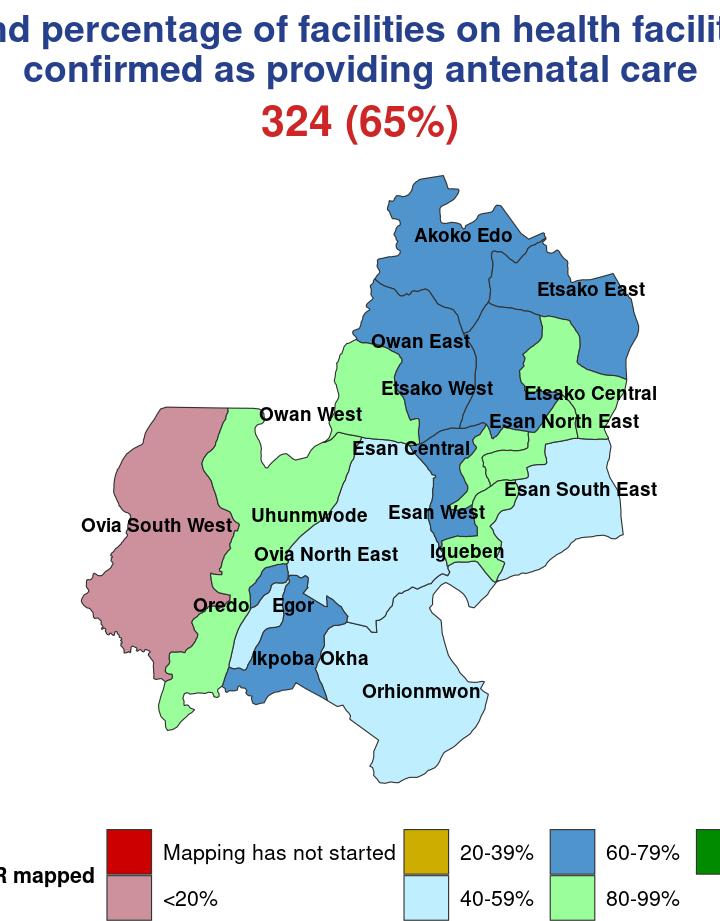 nd percentage of facilities on health facilit
confirmed as providing antenatal care
324 (65%)
Akoko Edo
Etsako East
Owan East
Etsako West
Etsako Central
Owan West
Esan North East
Esan Central
Esan South East
Esan West
Uhunmwode
Ovia South West
Igueben
Ovia North East
Oredo
Egor
Ikpoba Okha
Orhionmwon
R mapped
Mapping has not started
20-39%
60-79%
<20%
40-59%
80-99%